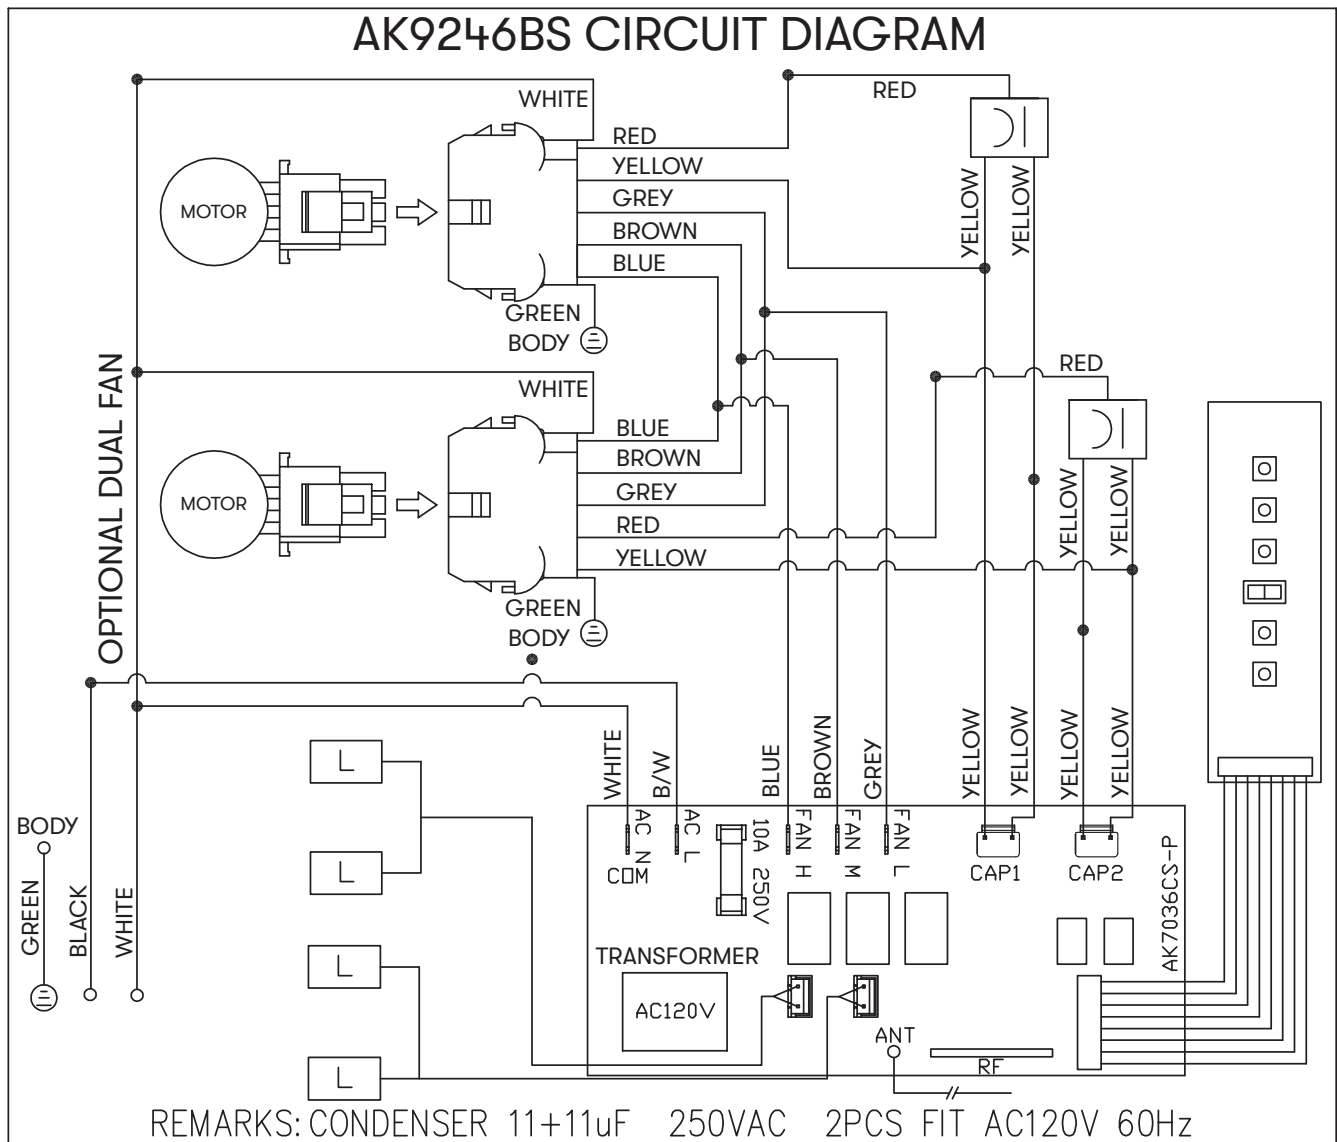 AK9246BS CIRCUIT DIAGRAM
WHITE
RED
RED
YELLOW
GREY
BROWN
BLUE
MOTOR
GREEN
BODY
YELLOW
YELLOW
OPTIONAL DUAL FAN
WHITE
RED
BLUE
BROWN
GREY
RED
YELLOW
MOTOR
GREEN
BODY
YELLOW
YELLOW
WHITE
B/W
BLUE
BROWN
GREY
YELLOW
YELLOW
YELLOW
YELLOW
L
L
L
L
BODY
GREEN
BLACK
WHITE
AC N
COM
AC L
10A 250V
FAN H
FAN M
FAN L
CAP1
CAP2
AK7036CS-P
TRANSFORMER
AC120V
ANT
RF
REMARKS: CONDENSER 11+11uF 250VAC 2PCS FIT AC120V 60Hz